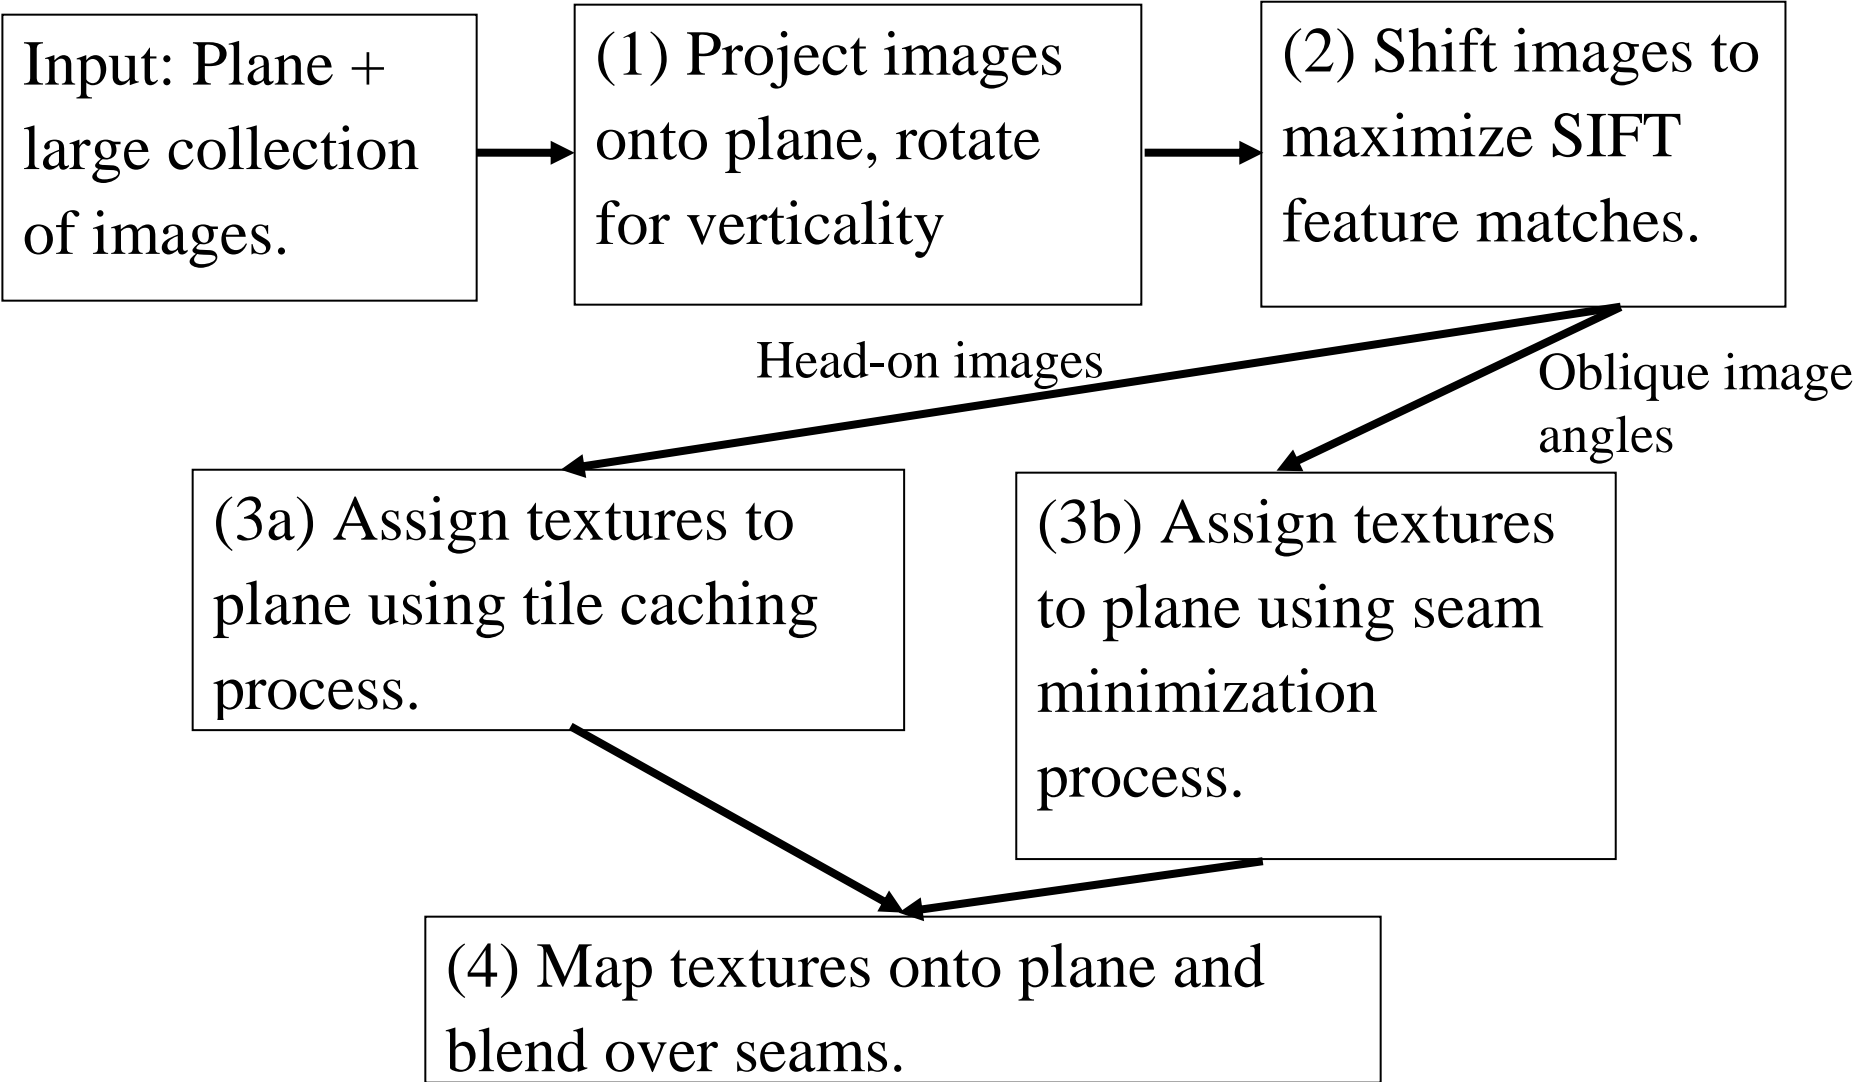 Input: Plane +
large collection
of images.
(1) Project images
onto plane, rotate
for verticality
(2) Shift images to
maximize SIFT
feature matches.
Head-on images
Oblique image
angles
(3a) Assign textures to
plane using tile caching
process.
(3b) Assign textures
to plane using seam
minimization
process.
(4) Map textures onto plane and
blend over seams.